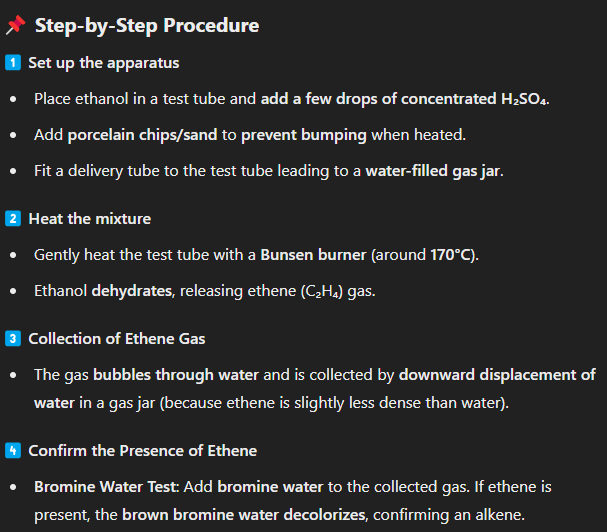 📌 Step-by-Step Procedure
1️⃣ Set up the apparatus
• Place ethanol in a test tube and add a few drops of concentrated H₂SO₄.
• Add porcelain chips/sand to prevent bumping when heated.
• Fit a delivery tube to the test tube leading to a water-filled gas jar.
2️⃣ Heat the mixture
• Gently heat the test tube with a Bunsen burner (around 170°C).
• Ethanol dehydrates, releasing ethene (C₂H₄) gas.
3️⃣ Collection of Ethene Gas
• The gas bubbles through water and is collected by downward displacement of
water in a gas jar (because ethene is slightly less dense than water).
4️⃣ Confirm the Presence of Ethene
• Bromine Water Test: Add bromine water to the collected gas. If ethene is
present, the brown bromine water decolorizes, confirming an alkene.